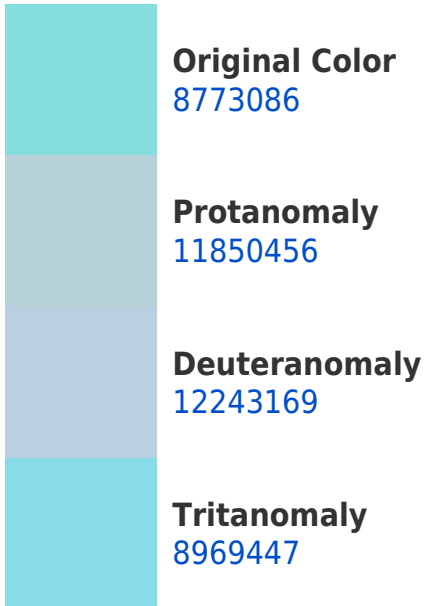 Original Color
8773086
Protanomaly
11850456
Deuteranomaly
12243169
Tritanomaly
8969447